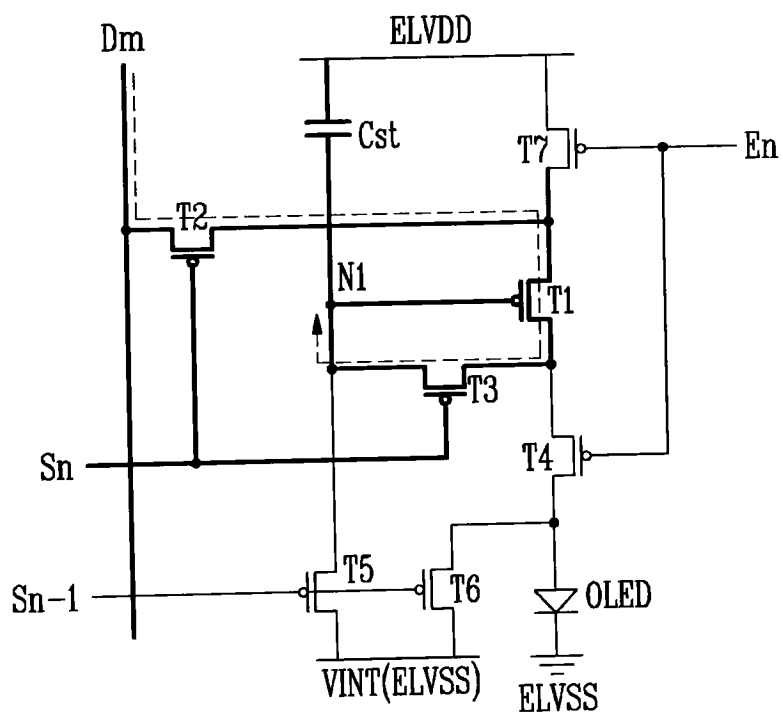 Dm
ELVDD
Cst
T7
En
T2
N1
T1
T3
Sn
T4
T5
T6
OLED
Sn-1
VINT(ELVSS)
ELVSS